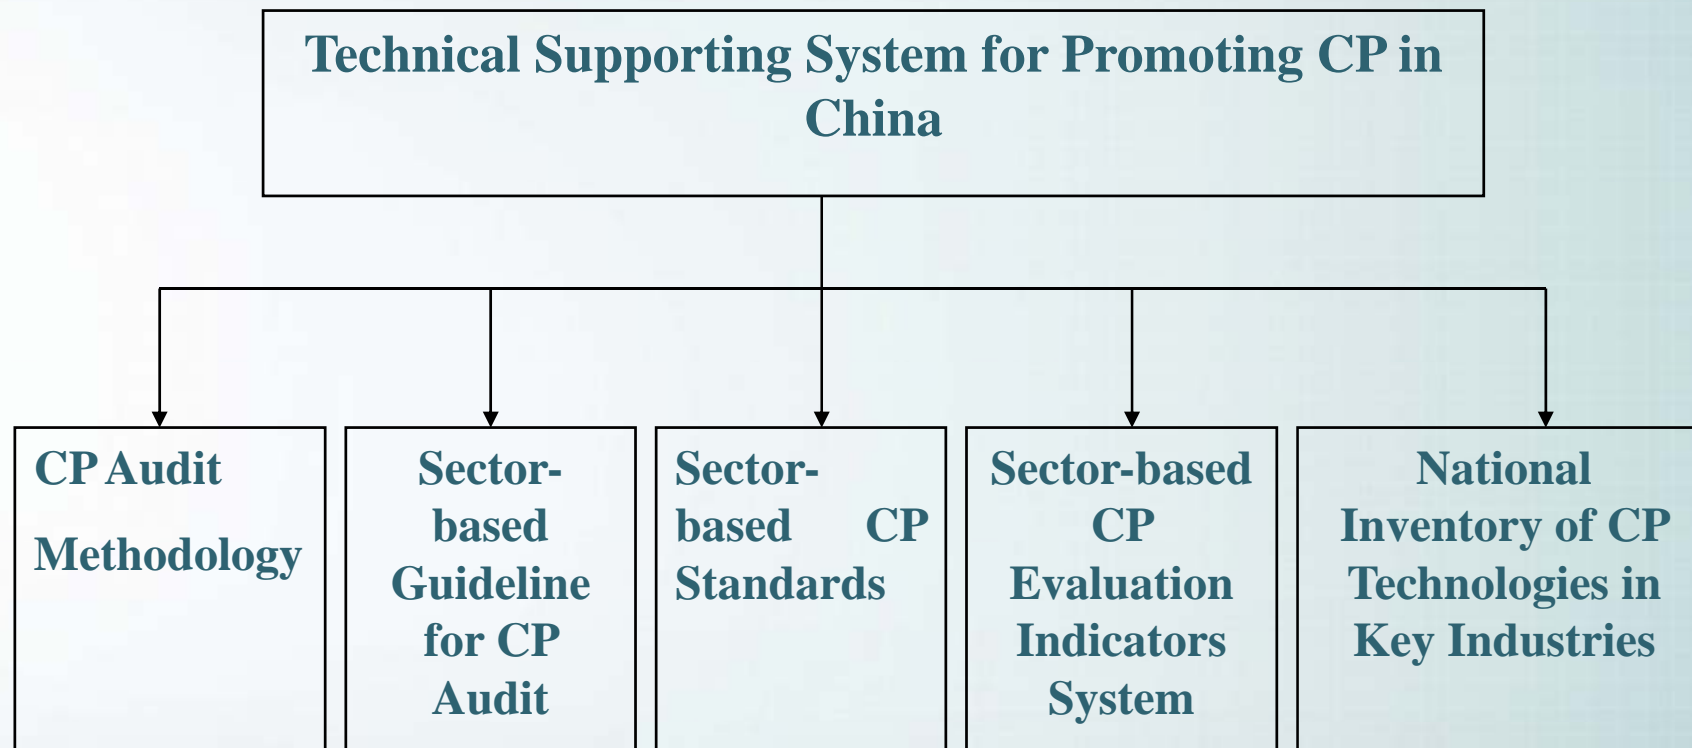 Technical Supporting System for Promoting CP in
China
CP Audit
Methodology
Sector-
based
Guideline
for CP
Audit
Sector-
based CP
Standards
Sector-based
CP
Evaluation
Indicators
System
National
Inventory of CP
Technologies in
Key Industries